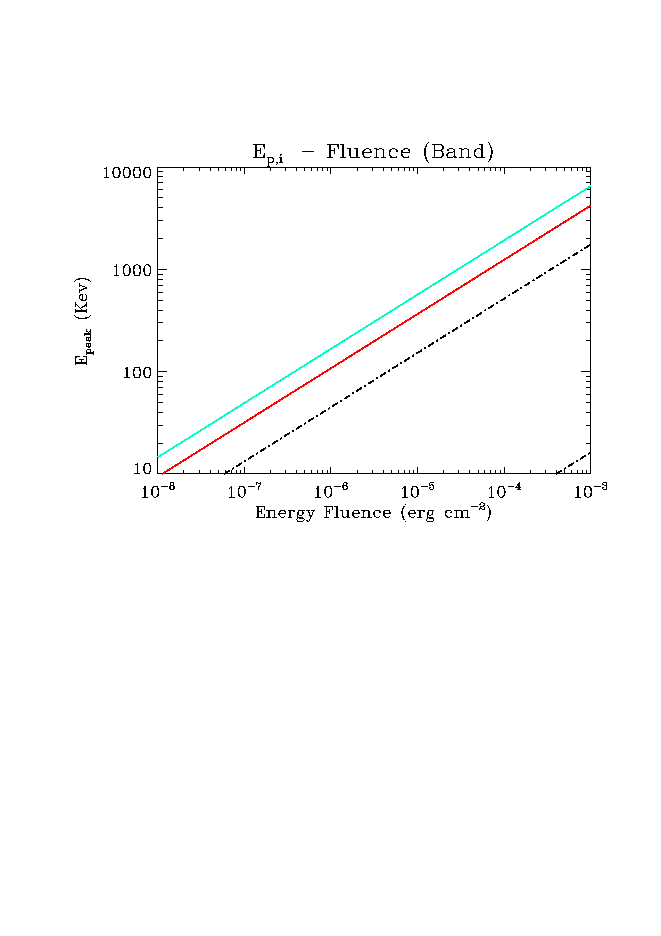 E_p,i − Fluence (Band)
10000
1000
100
10
E_peak (Kev)
10^−8 10^−7 10^−6 10^−5 10^−4 10^−3
Energy Fluence (erg cm^−2)